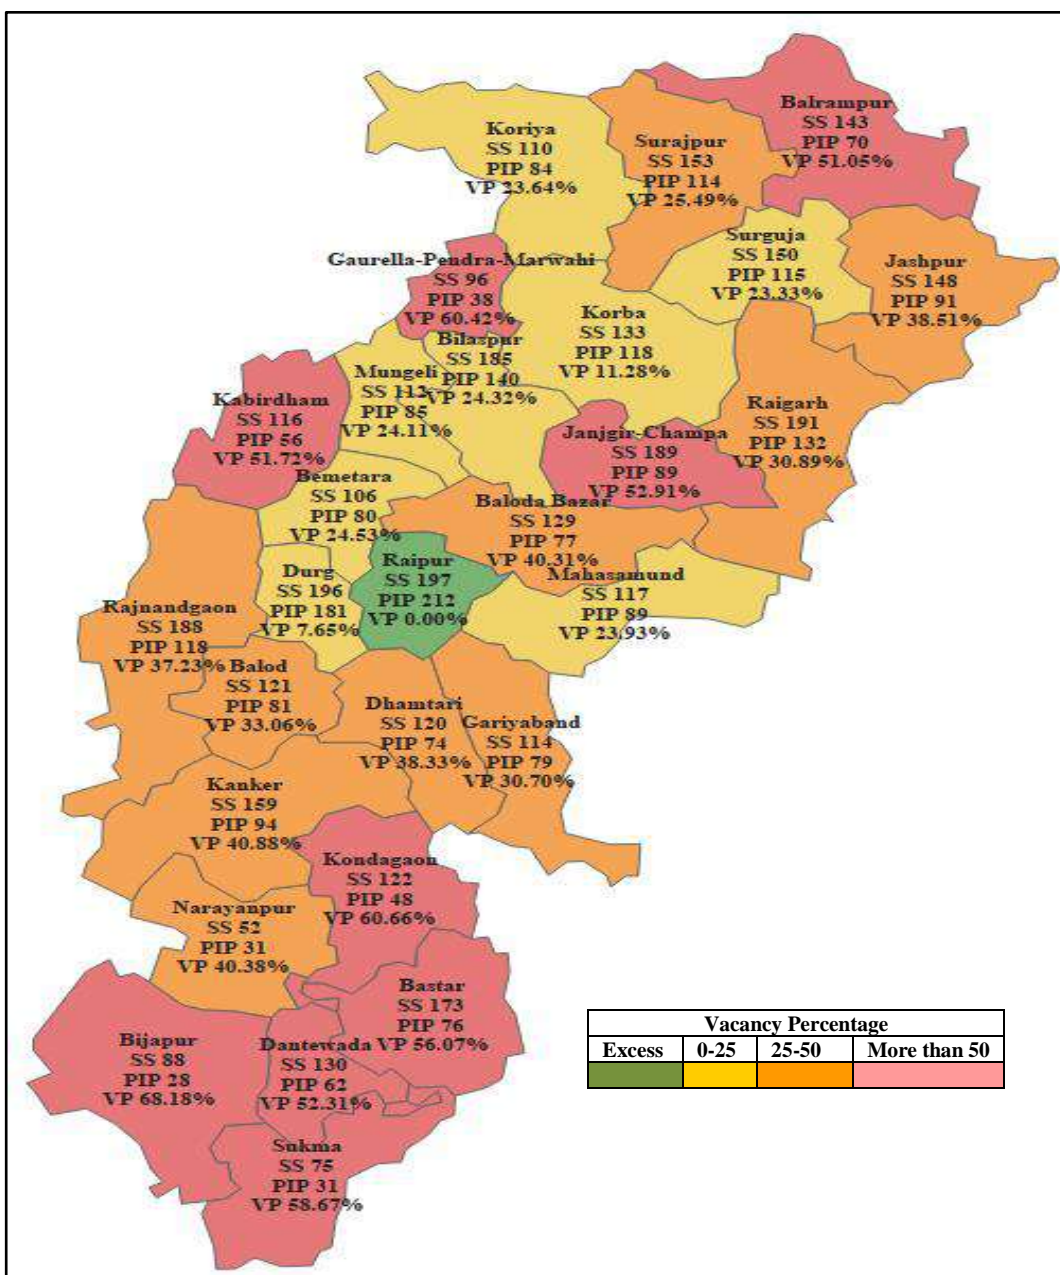 Balrampur
SS 143
PIP 70
VP 51.05%
Koriya
SS 110
PIP 84
VP 23.64%
Surajpur
SS 153
PIP 114
VP 25.49%
Surguja
SS 150
PIP 115
VP 23.33%
Jashpur
SS 148
PIP 91
VP 38.51%
Gaurella-Pendra-Marwahi
SS 96
PIP 38
VP 60.42%
Korba
SS 133
PIP 118
VP 11.28%
Bilaspur
SS 185
PIP 140
VP 24.32%
Mungeli
SS 112
PIP 85
VP 24.11%
Kabirdham
SS 116
PIP 56
VP 51.72%
Raigarh
SS 191
PIP 132
VP 30.89%
Janjgir-Champa
SS 189
PIP 89
VP 52.91%
Bemetara
SS 106
PIP 80
VP 24.53%
Baloda Bazar
SS 129
PIP 77
VP 40.31%
Raipur
SS 197
PIP 212
VP 0.00%
Durg
SS 196
PIP 181
VP 7.65%
Mahasamund
SS 117
PIP 89
VP 23.93%
Rajnandgaon
SS 188
PIP 118
VP 37.23%
Balod
SS 121
PIP 81
VP 33.06%
Dhamtari
SS 120
PIP 74
VP 38.33%
Gariyaband
SS 114
PIP 79
VP 30.70%
Kanker
SS 159
PIP 94
VP 40.88%
Kondagaon
SS 122
PIP 48
VP 60.66%
Narayanpur
SS 52
PIP 31
VP 40.38%
Bastar
SS 173
PIP 76
VP 56.07%
Bijapur
SS 88
PIP 28
VP 68.18%
Dantewada
SS 130
PIP 62
VP 52.31%
Sukma
SS 75
PIP 31
VP 58.67%
Vacancy Percentage
Excess 0-25 25-50 More than 50